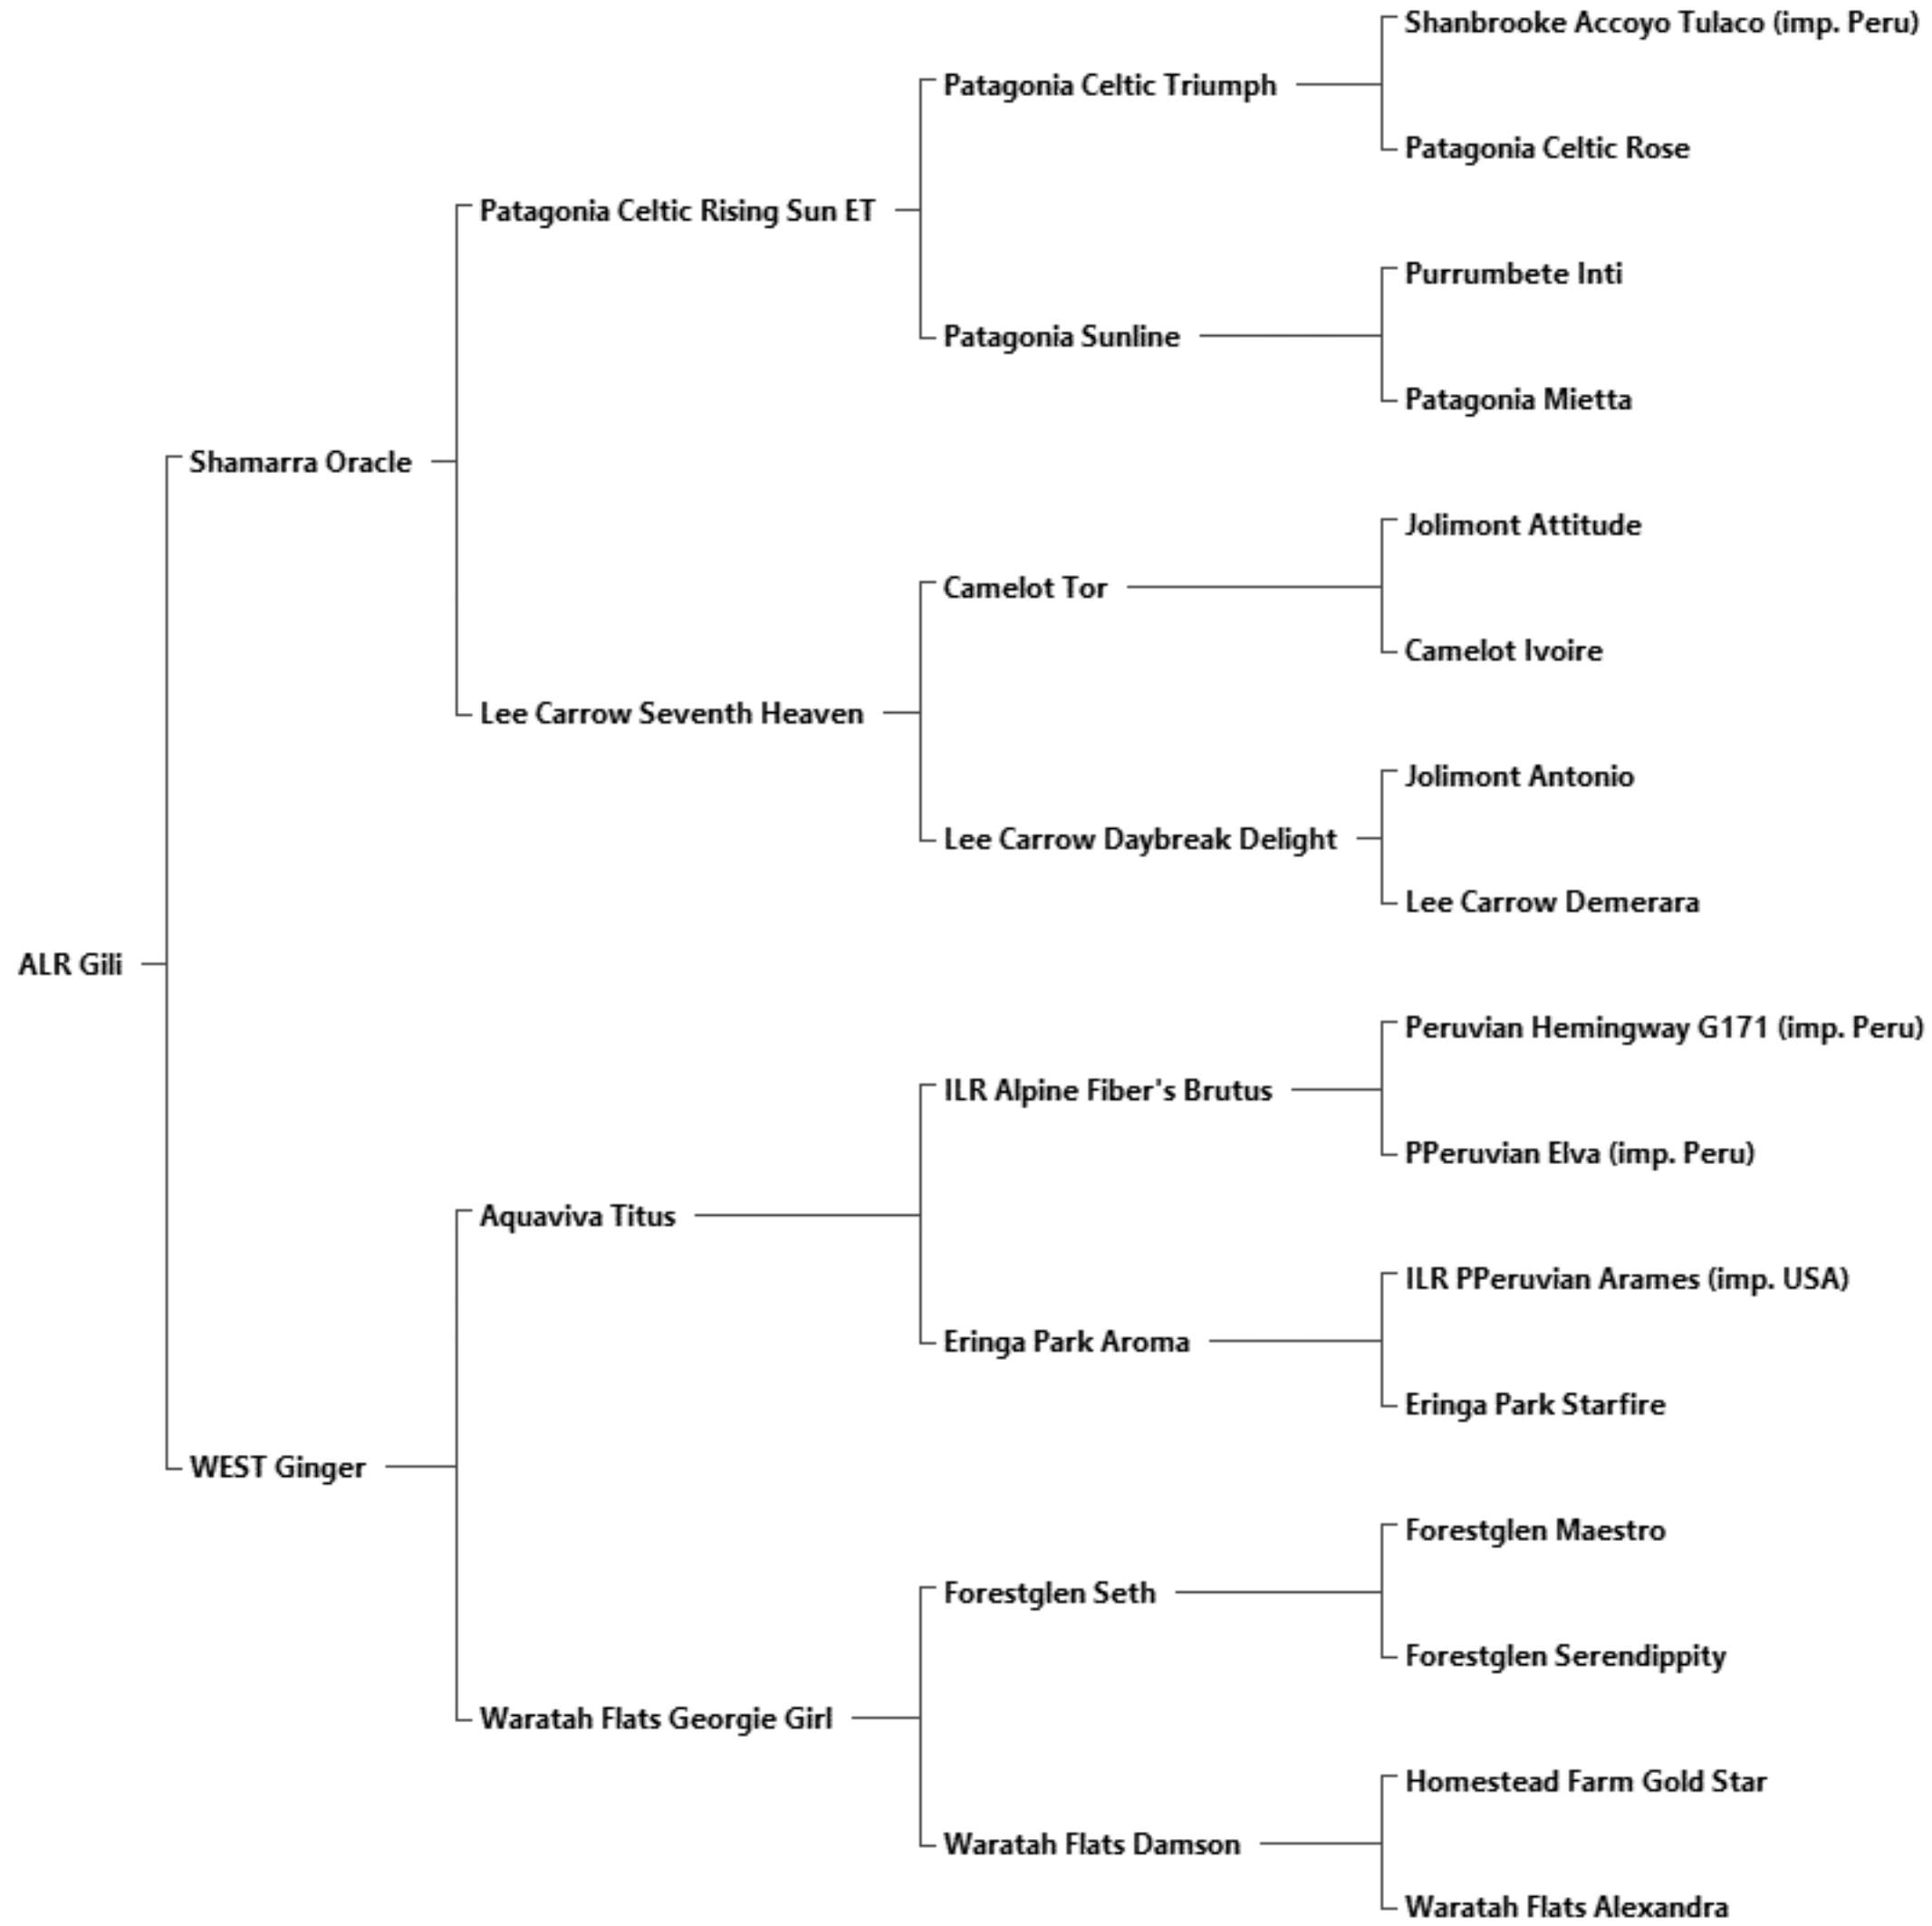 Shanbrooke Accoyo Tulaco (imp. Peru)
Patagonia Celtic Triumph
Patagonia Celtic Rose
Patagonia Celtic Rising Sun ET
Purrumbete Inti
Patagonia Sunline
Patagonia Mietta
Shamarra Oracle
Jolimont Attitude
Camelot Tor
Camelot Ivoire
Lee Carrow Seventh Heaven
Jolimont Antonio
Lee Carrow Daybreak Delight
Lee Carrow Demerara
ALR Gili
Peruvian Hemingway G171 (imp. Peru)
ILR Alpine Fiber's Brutus
PPeruvian Elva (imp. Peru)
Aquaviva Titus
ILR PPeruvian Arames (imp. USA)
Eringa Park Aroma
Eringa Park Starfire
WEST Ginger
Forestglen Maestro
Forestglen Seth
Forestglen Serendippity
Waratah Flats Georgie Girl
Homestead Farm Gold Star
Waratah Flats Damson
Waratah Flats Alexandra